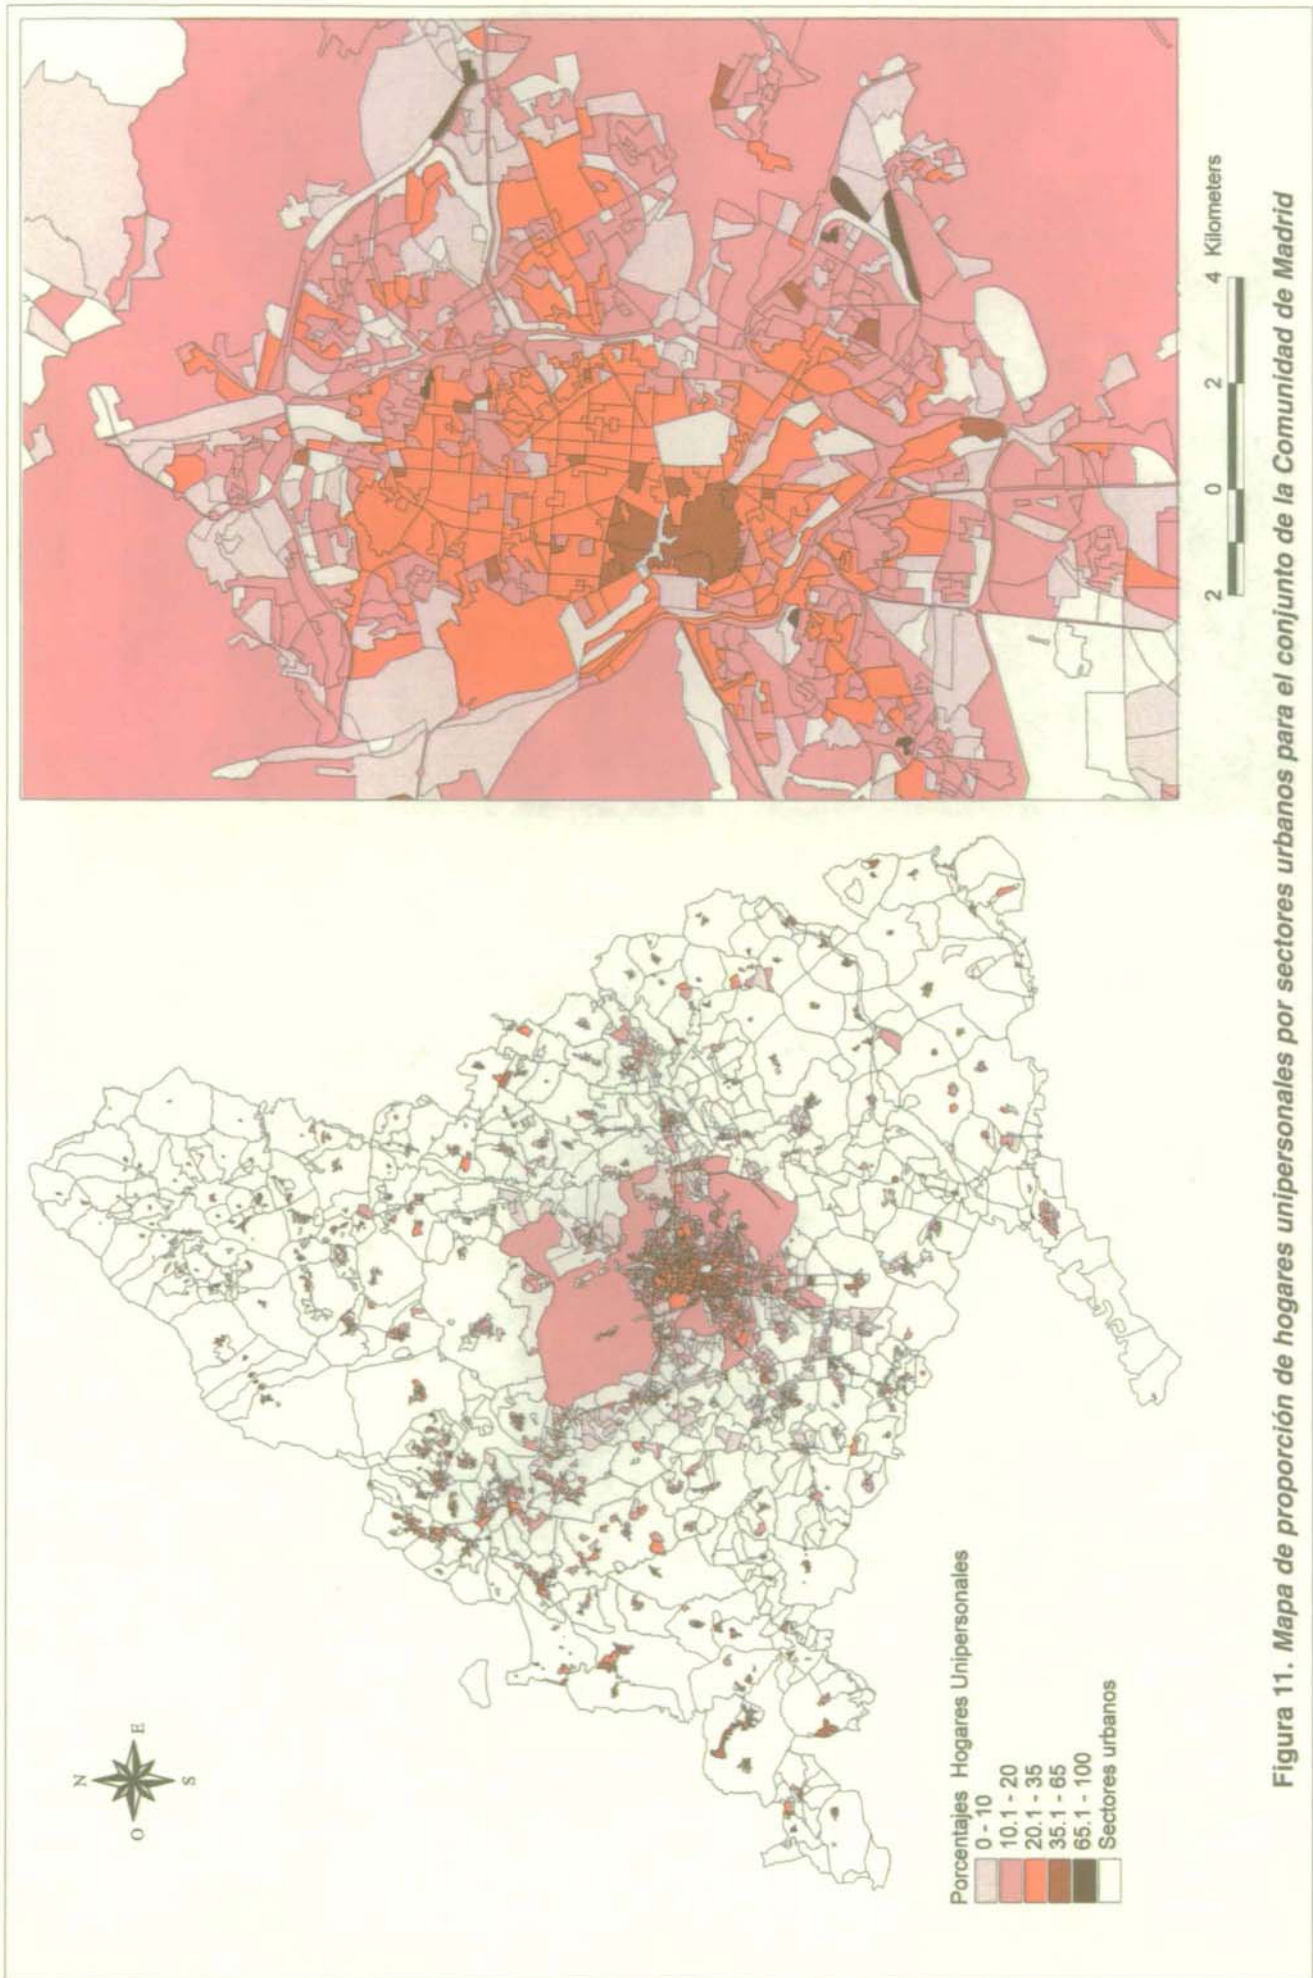 N
O
E
S
Porcentajes Hogares Unipersonales
0 - 10
10.1 - 20
20.1 - 35
35.1 - 65
65.1 - 100
Sectores urbanos
2 0 2 4 Kilometers
Figura 11. Mapa de proporción de hogares unipersonales por sectores urbanos para el conjunto de la Comunidad de Madrid